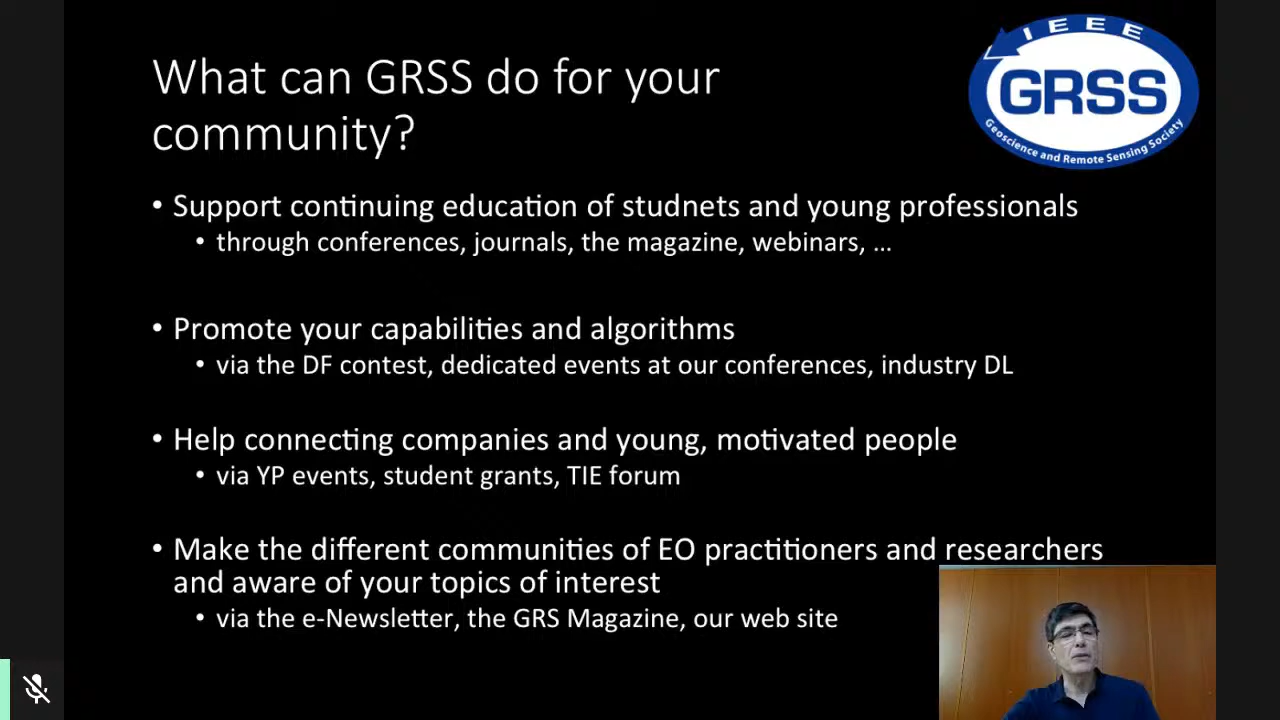 What can GRSS do for your
community?
IEEE
GRSS
Geoscience and Remote Sensing Society
• Support continuing education of studnets and young professionals
• through conferences, journals, the magazine, webinars, ...
• Promote your capabilities and algorithms
• via the DF contest, dedicated events at our conferences, industry DL
• Help connecting companies and young, motivated people
• via YP events, student grants, TIE forum
• Make the different communities of EO practitioners and researchers
and aware of your topics of interest
• via the e-Newsletter, the GRS Magazine, our web site